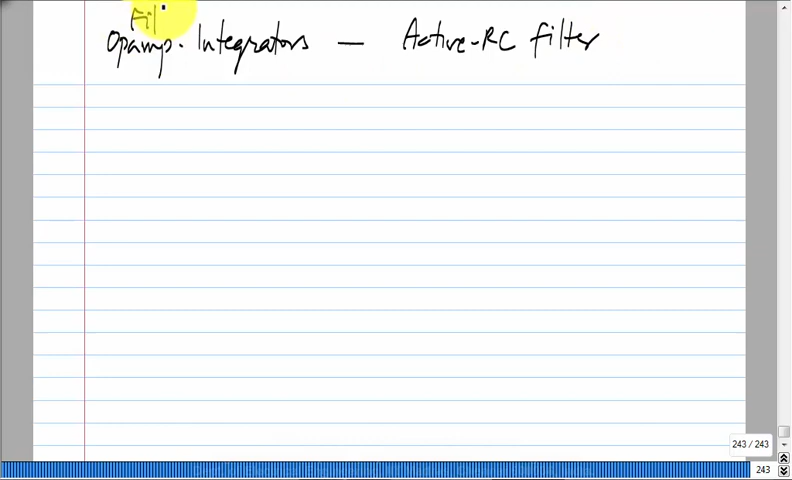 Fil
Opamp. Integrators — Active-RC filter
243 / 243
243